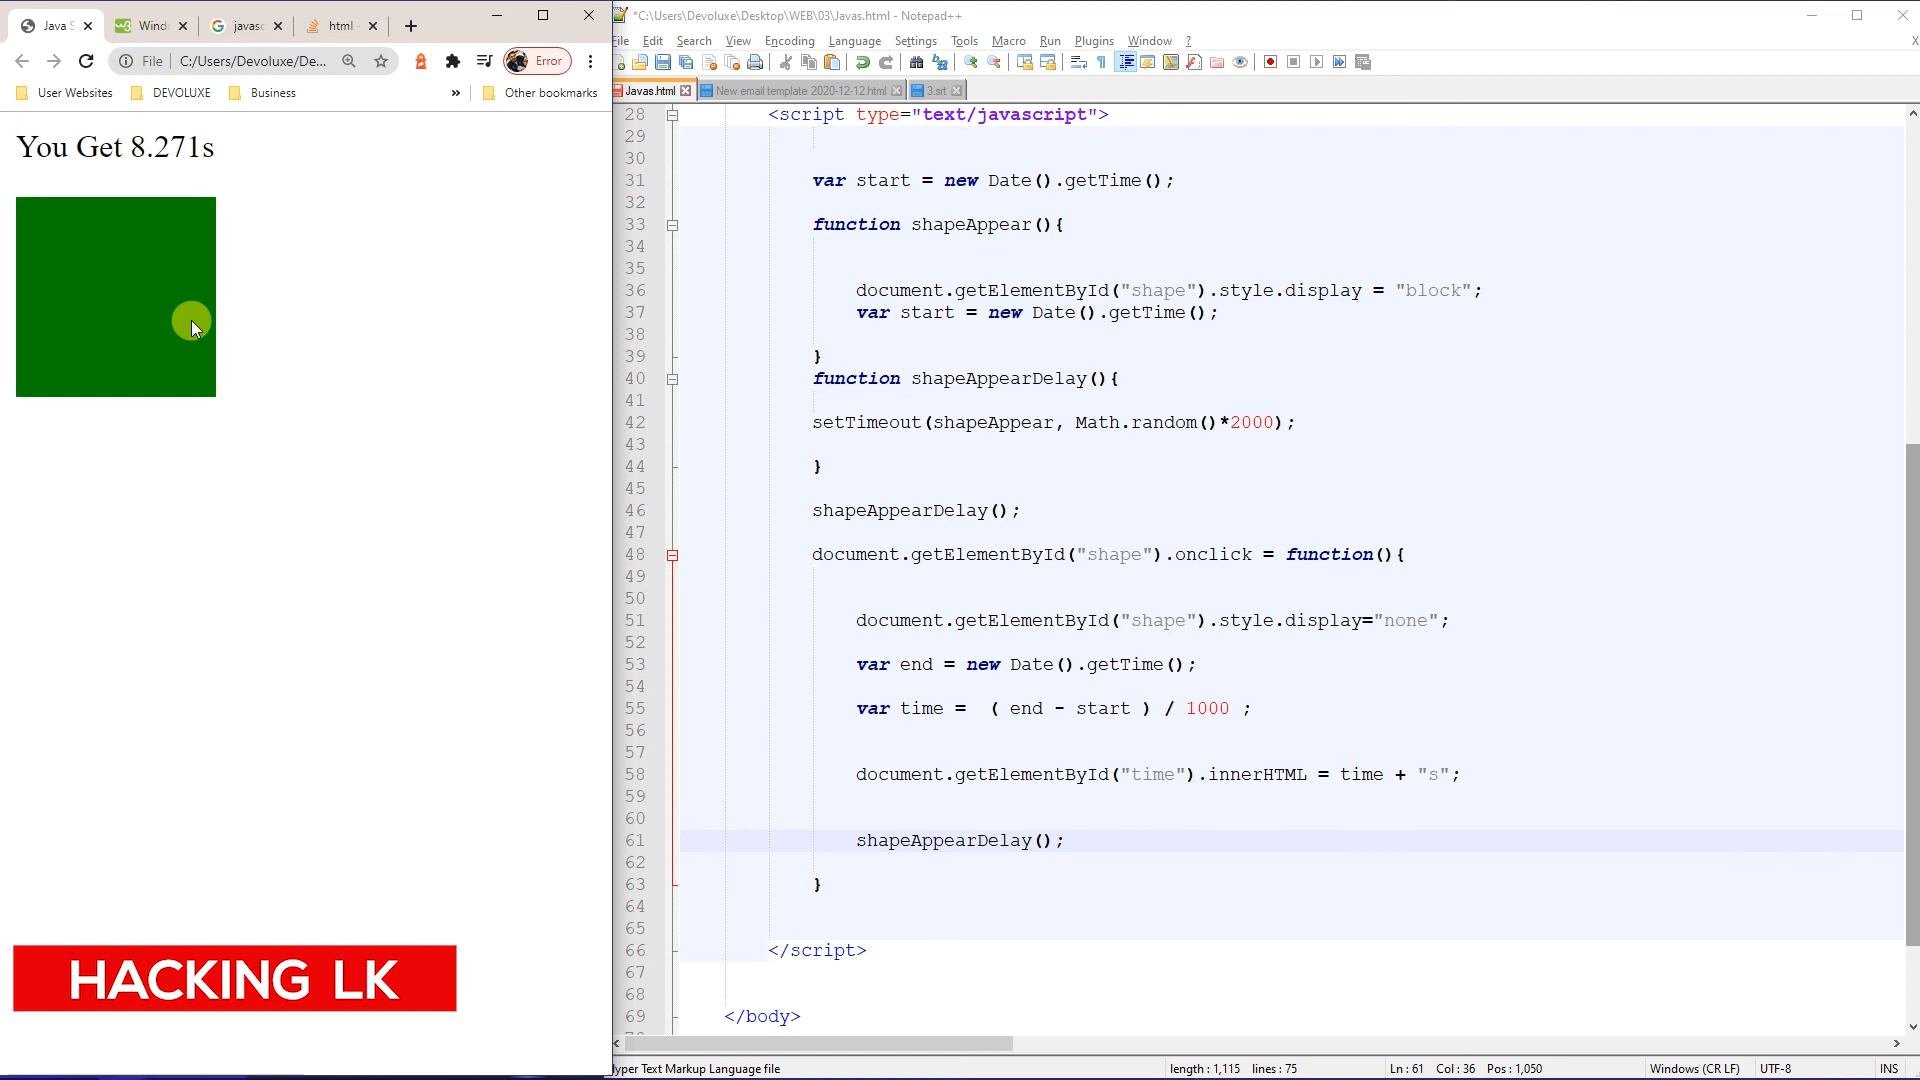 Java S
Wind
javasc
html -
File
C:/Users/Devoluxe/De...
Error
User Websites
DEVOLUXE
Business
»
Other bookmarks
You Get 8.271s
HACKING LK
*C:\Users\Devoluxe\Desktop\WEB\03\Javas.html - Notepad++
File Edit Search View Encoding Language Settings Tools Macro Run Plugins Window ?
X
Javas.html
New email template 2020-12-12.html
3.srt
28 <script type="text/javascript">
29
30
31 var start = new Date().getTime();
32
33 function shapeAppear(){
34
35
36 document.getElementById("shape").style.display = "block";
37 var start = new Date().getTime();
38
39 }
40 function shapeAppearDelay(){
41
42 setTimeout(shapeAppear, Math.random()*2000);
43
44 }
45
46 shapeAppearDelay();
47
48 document.getElementById("shape").onclick = function(){
49
50
51 document.getElementById("shape").style.display="none";
52
53 var end = new Date().getTime();
54
55 var time = ( end - start ) / 1000 ;
56
57
58 document.getElementById("time").innerHTML = time + "s";
59
60
61 shapeAppearDelay();
62
63 }
64
65
66 </script>
67
68
69 </body>
yper Text Markup Language file
length : 1,115 lines : 75
Ln : 61 Col : 36 Pos : 1,050
Windows (CR LF)
UTF-8
INS